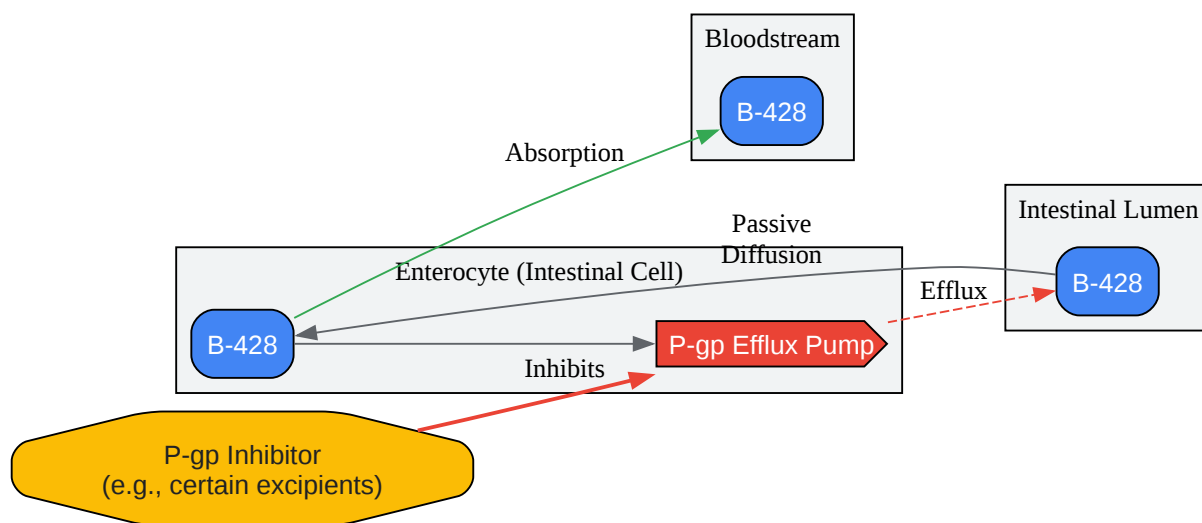 Bloodstream
B-428
Absorption
Intestinal Lumen
Passive
Diffusion
Enterocyte (Intestinal Cell)
B-428
Efflux
B-428
P-gp Efflux Pump
Inhibits
P-gp Inhibitor
(e.g., certain excipients)